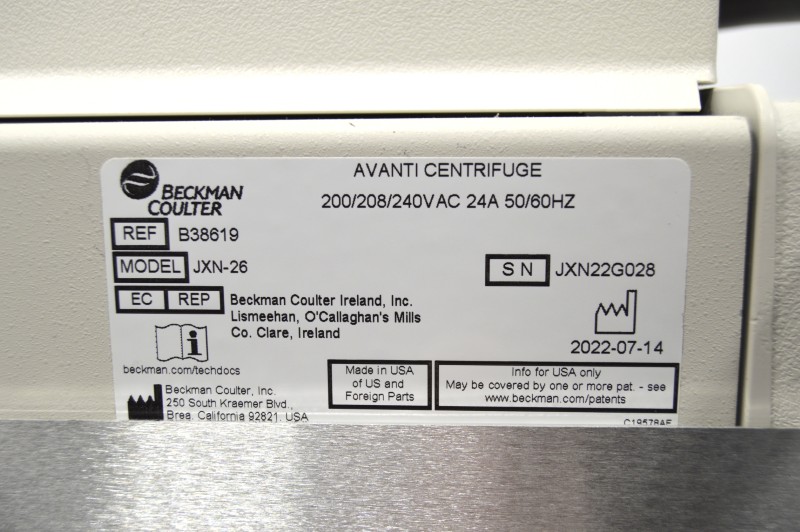 AVANTI CENTRIFUGE
BECKMAN
COULTER
200/208/240VAC 24A 50/60HZ
REF B38619
MODEL JXN-26
S N JXN22G028
EC REP
Beckman Coulter Ireland, Inc.
Lismeehan, O'Callaghan's Mills
Co. Clare, Ireland
2022-07-14
beckman.com/techdocs
Made in USA
of US and
Foreign Parts
Info for USA only
May be covered by one or more pat. - see
www.beckman.com/patents
Beckman Coulter, Inc.
250 South Kraemer Blvd.,
Brea, California 92821, USA